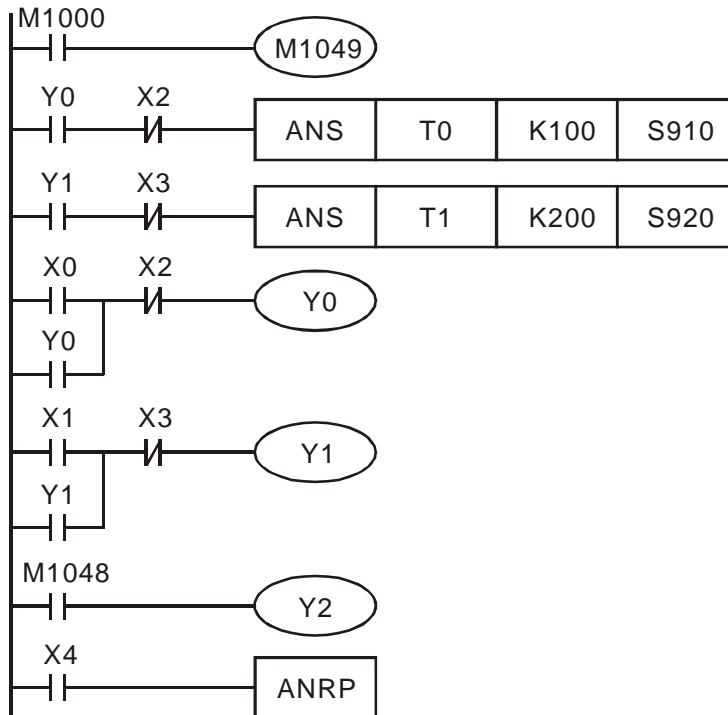 M1000
M1049
Y0 X2
ANS T0 K100 S910
Y1 X3
ANS T1 K200 S920
X0 X2
Y0
Y0
X1 X3
Y1
Y1
M1048
Y2
X4
ANRP